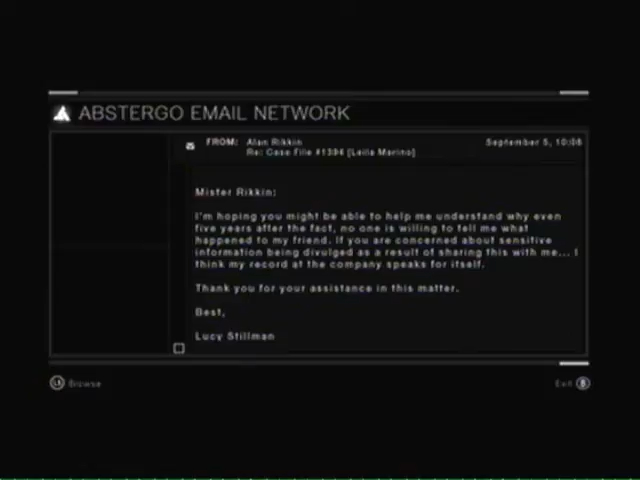 ABSTERGO EMAIL NETWORK
FROM: Alan Rikkin September 5, 10:08
Re: Case File #1394 [Leila Marino]
Mister Rikkin:
I'm hoping you might be able to help me understand why even
five years after the fact, no one is willing to tell me what
happened to my friend. If you are concerned about sensitive
information being divulged as a result of sharing this with me... I
think my record at the company speaks for itself.
Thank you for your assistance in this matter.
Best,
Lucy Stillman
LS Browse Exit B